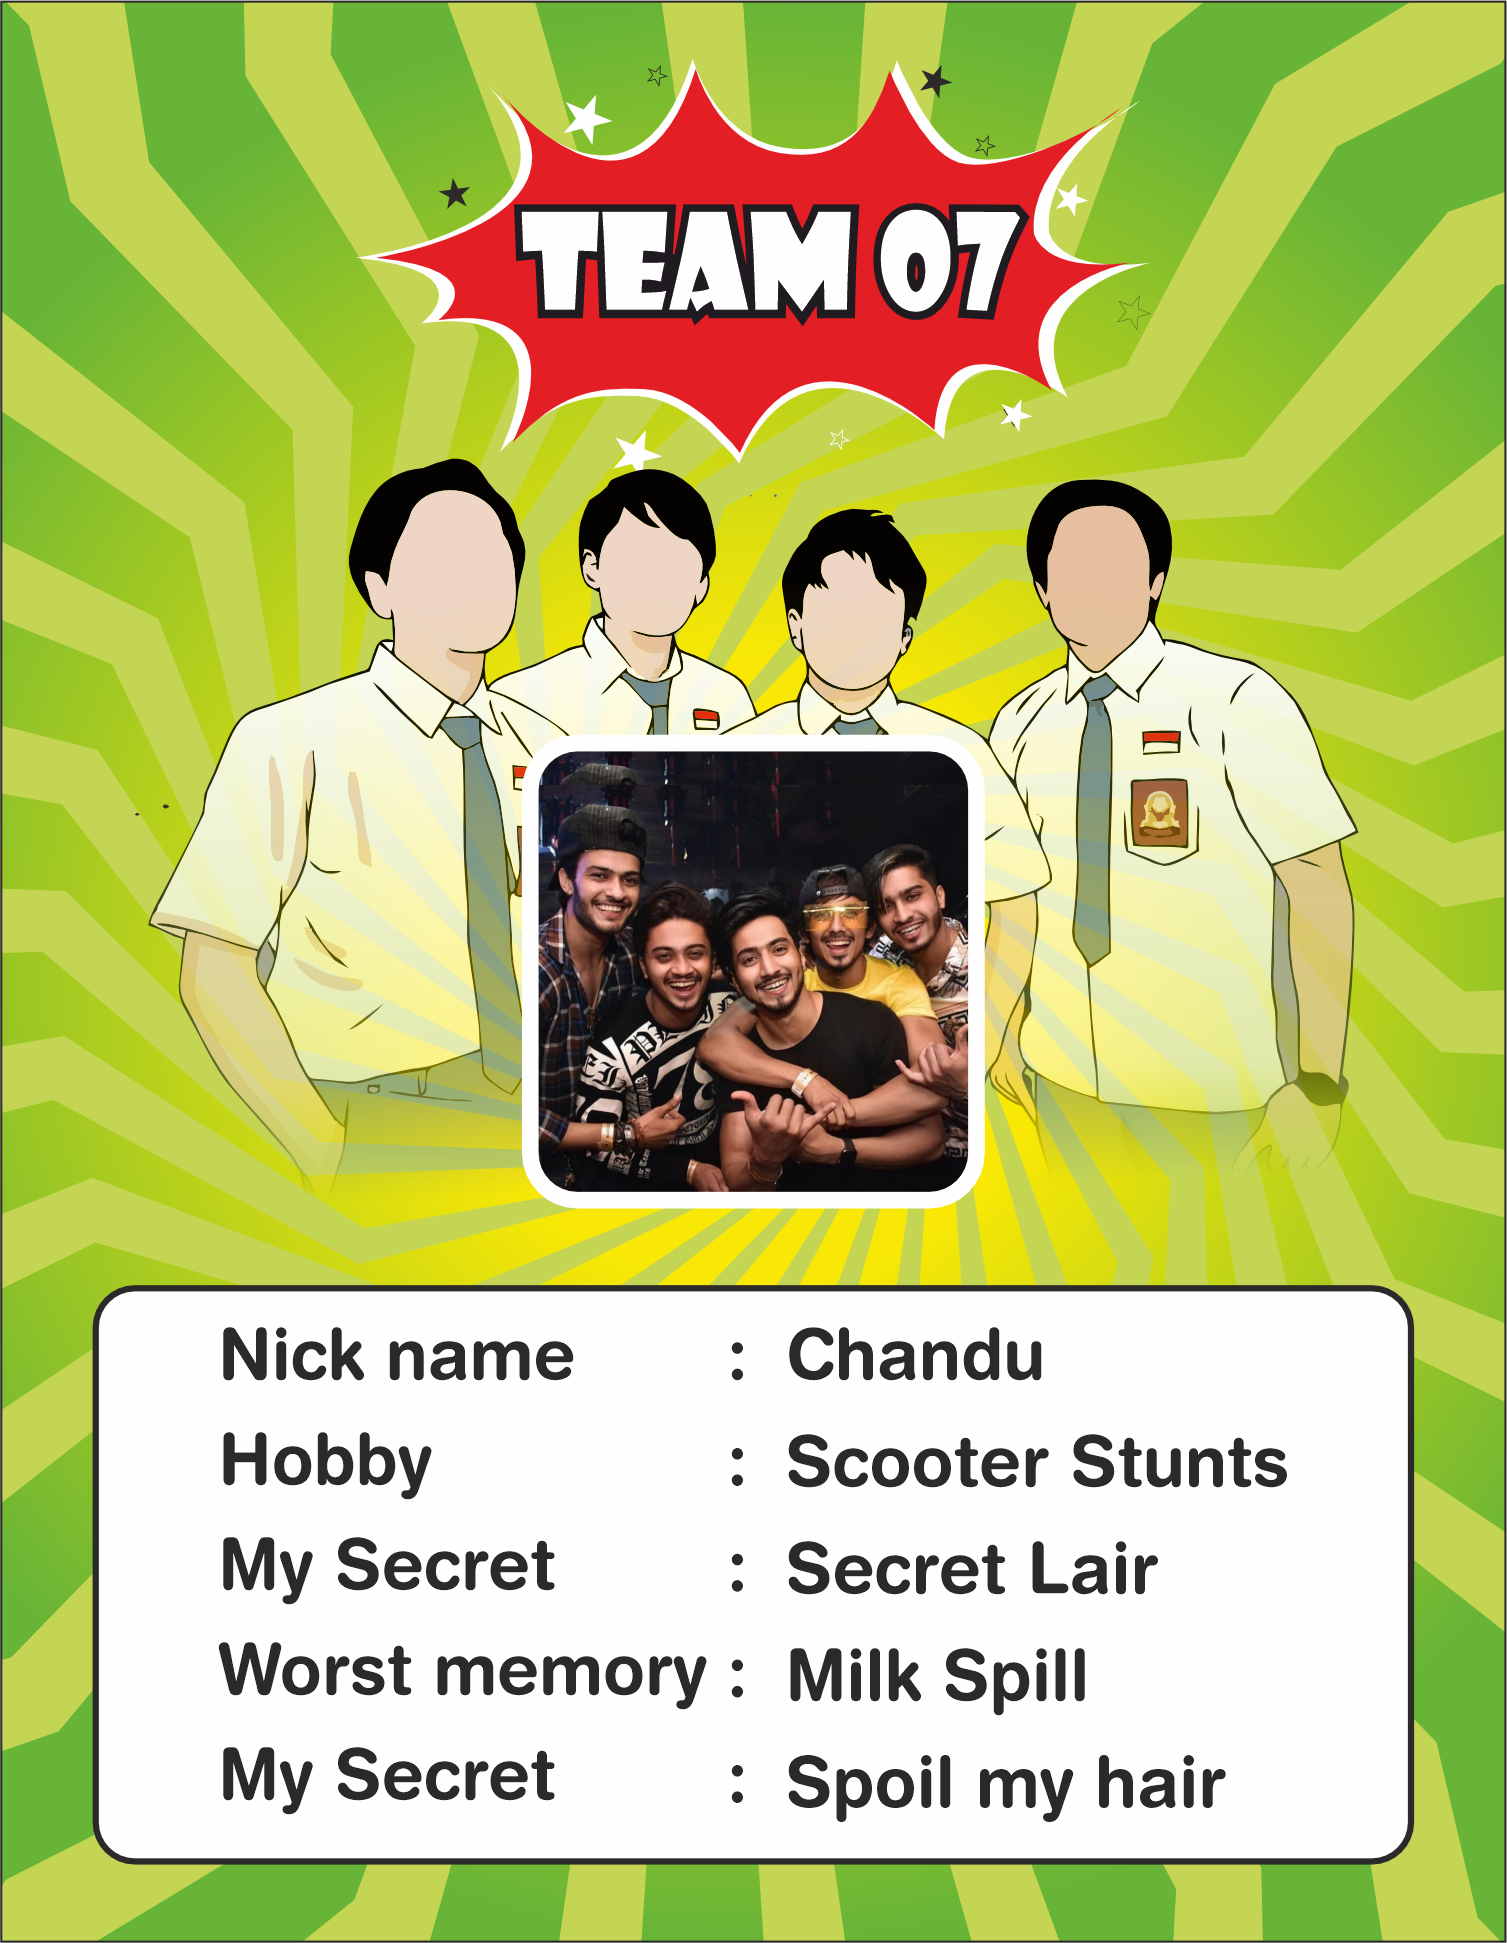 TEAM 07
Nick name : Chandu
Hobby : Scooter Stunts
My Secret : Secret Lair
Worst memory : Milk Spill
My Secret : Spoil my hair